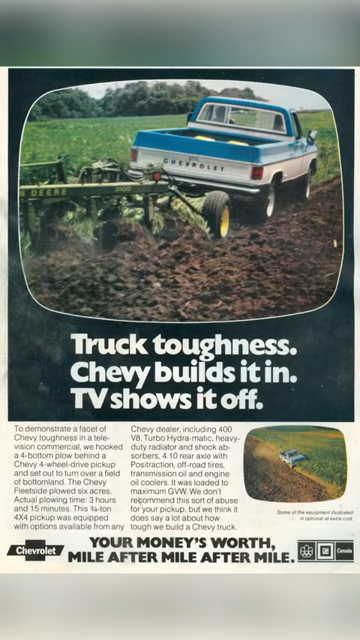 CHEVROLET
N DEERE 3100
Truck toughness.
Chevy builds it in.
TV shows it off.
To demonstrate a facet of
Chevy toughness in a tele-
vision commercial, we hooked
a 4-bottom plow behind a
Chevy 4-wheel-drive pickup
and set out to turn over a field
of bottomland. The Chevy
Fleetside plowed six acres.
Actual plowing time: 3 hours
and 15 minutes. This ¾-ton
4X4 pickup was equipped
with options available from any
Chevy dealer, including 400
V8, Turbo Hydra-matic, heavy-
duty radiator and shock ab-
sorbers, 4.10 rear axle with
Positraction, off-road tires,
transmission oil and engine
oil coolers. It was loaded to
maximum GVW. We don't
recommend this sort of abuse
for your pickup, but we think it
does say a lot about how
tough we build a Chevy truck.
Some of the equipment illustrated
is optional at extra cost.
Chevrolet
YOUR MONEY'S WORTH,
MILE AFTER MILE AFTER MILE.
GM
Canada